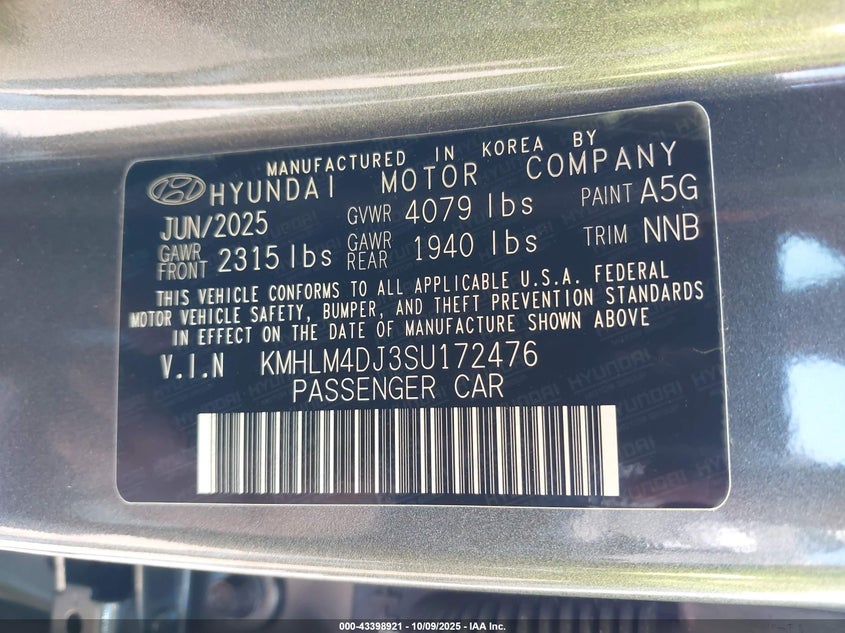 MANUFACTURED IN KOREA BY
HYUNDAI MOTOR COMPANY
JUN/2025 GVWR 4079 lbs PAINT A5G
GAWR FRONT 2315 lbs GAWR REAR 1940 lbs TRIM NNB
THIS VEHICLE CONFORMS TO ALL APPLICABLE U.S.A. FEDERAL
MOTOR VEHICLE SAFETY, BUMPER, AND THEFT PREVENTION STANDARDS
IN EFFECT ON THE DATE OF MANUFACTURE SHOWN ABOVE
V.I.N KMHLM4DJ3SU172476
PASSENGER CAR
000-43398921 - 10/09/2025 - IAA Inc.